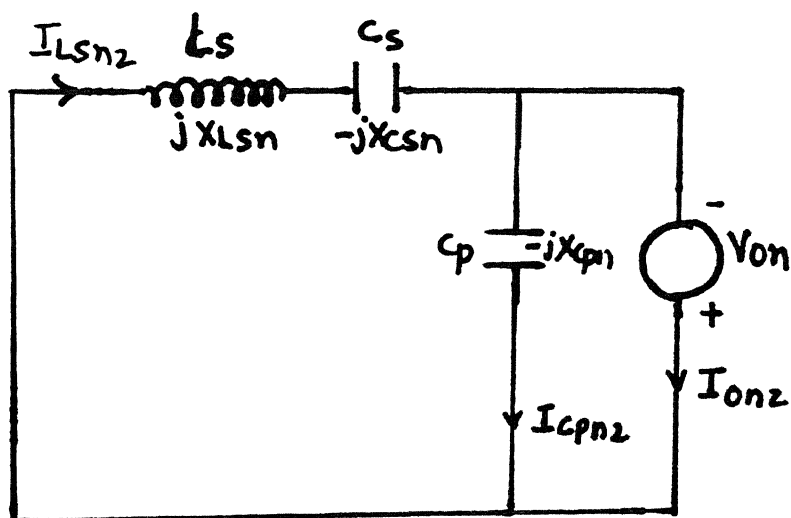 ILsn2
Ls
Cs
jXLsn
-jXcsn
Cp
-jXcpn
-
Von
+
Ion2
Icpn2